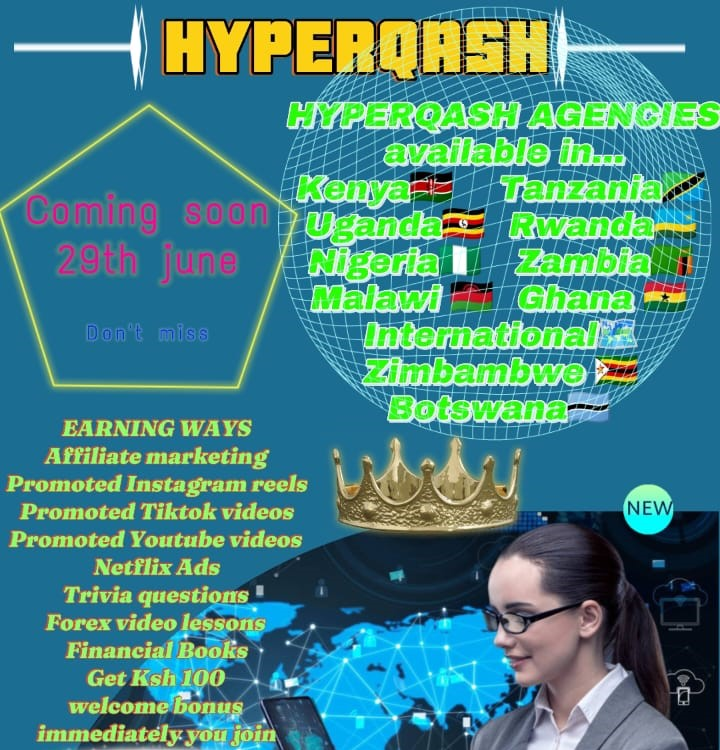 HYPERQASH
HYPERQASH AGENCIES
available in...
Kenya Tanzania
Uganda Rwanda
Nigeria Zambia
Malawi Ghana
International
Zimbambwe
Botswana
Coming soon
29th june
Don't miss
EARNING WAYS
Affiliate marketing
Promoted Instagram reels
Promoted Tiktok videos
Promoted Youtube videos
Netflix Ads
Trivia questions
Forex video lessons
Financial Books
Get Ksh 100
welcome bonus
immediately you join
NEW